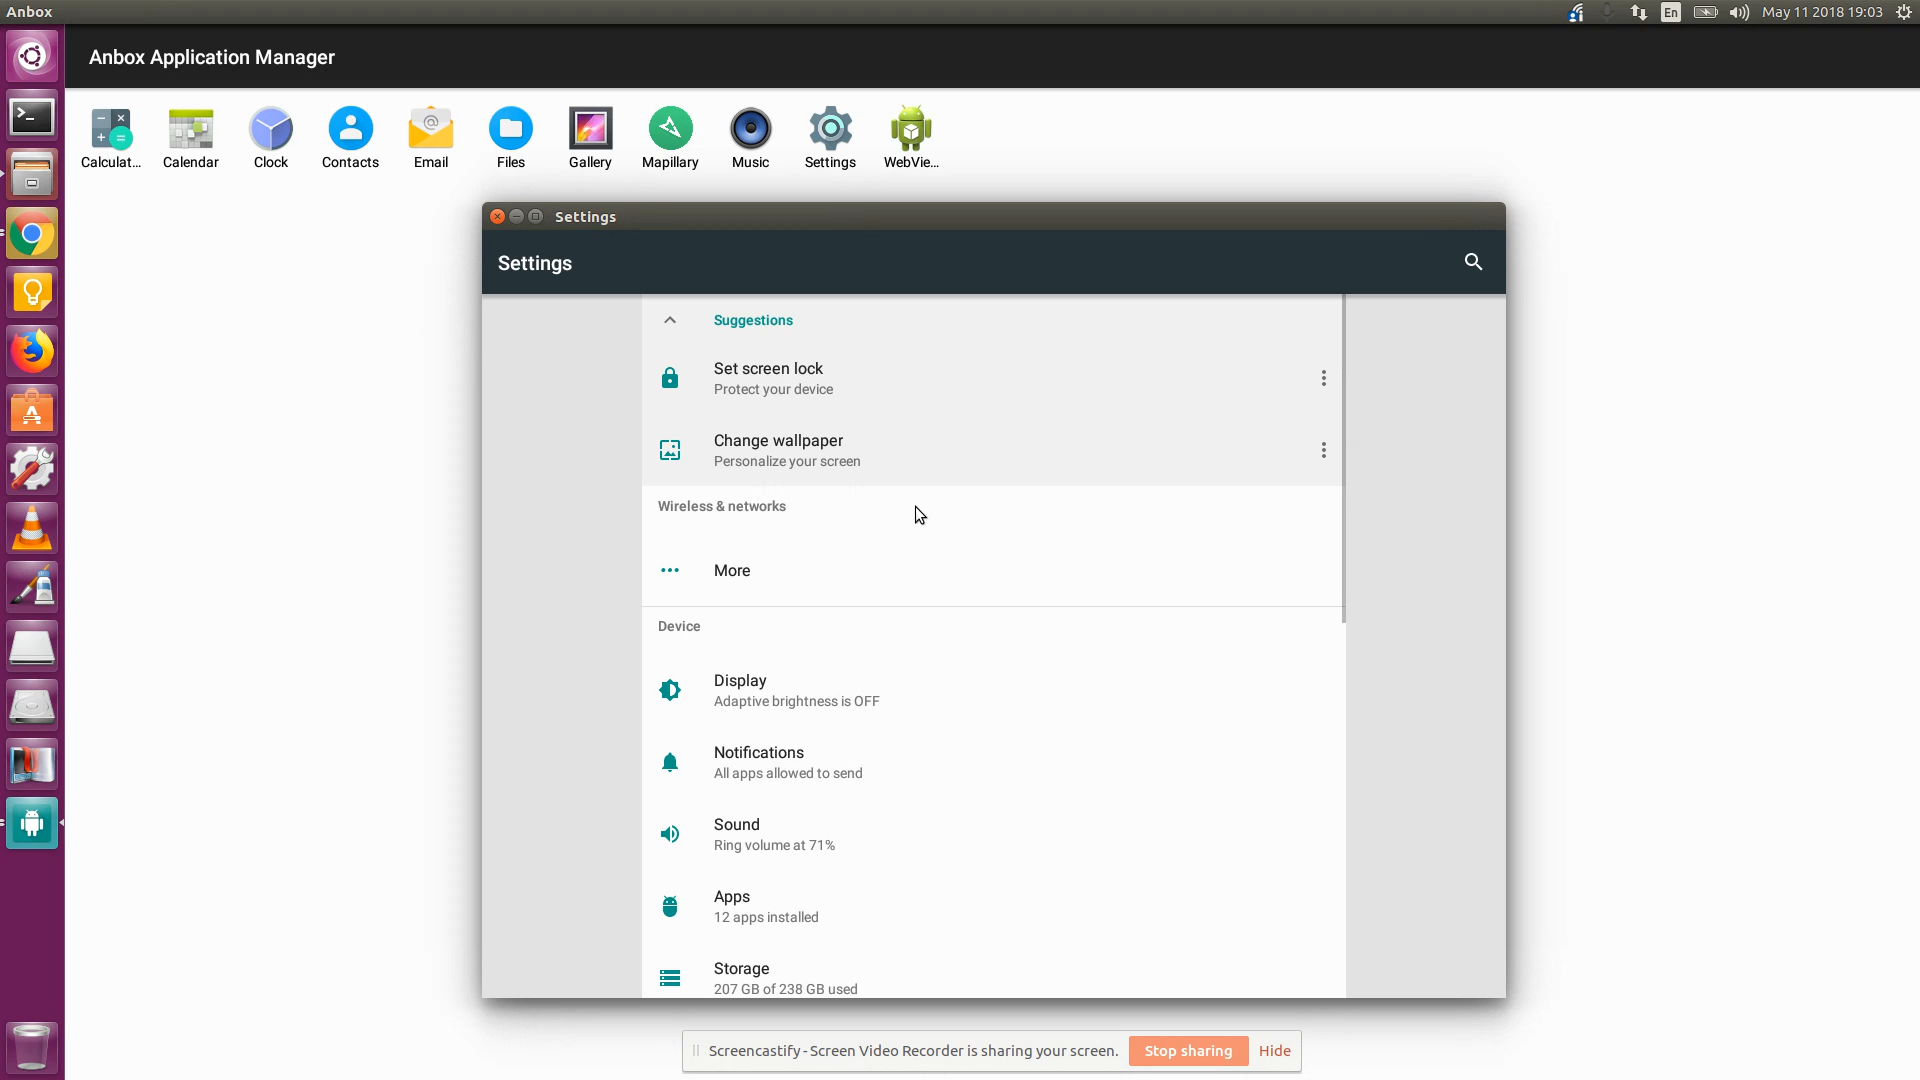 Anbox
En
May 11 2018 19:03
Anbox Application Manager
Calculat...
Calendar
Clock
Contacts
Email
Files
Gallery
Mapillary
Music
Settings
WebVie...
Settings
Settings
Suggestions
Set screen lock
Protect your device
Change wallpaper
Personalize your screen
Wireless & networks
More
Device
Display
Adaptive brightness is OFF
Notifications
All apps allowed to send
Sound
Ring volume at 71%
Apps
12 apps installed
Storage
207 GB of 238 GB used
Screencastify - Screen Video Recorder is sharing your screen.
Stop sharing
Hide